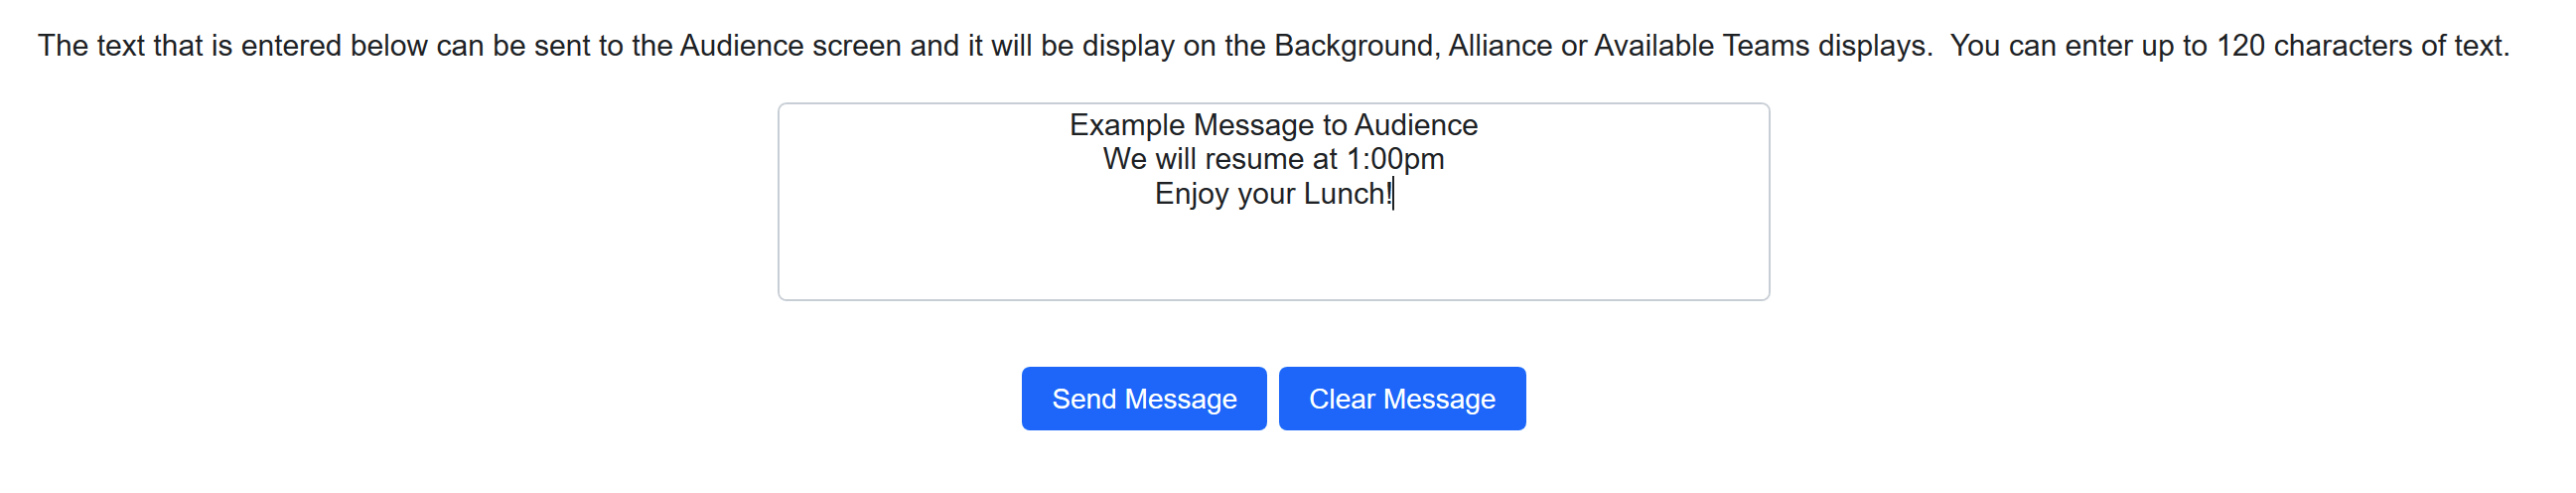 The text that is entered below can be sent to the Audience screen and it will be display on the Background, Alliance or Available Teams displays.  You can enter up to 120 characters of text.
Example Message to Audience
We will resume at 1:00pm
Enjoy your Lunch!
Send Message
Clear Message